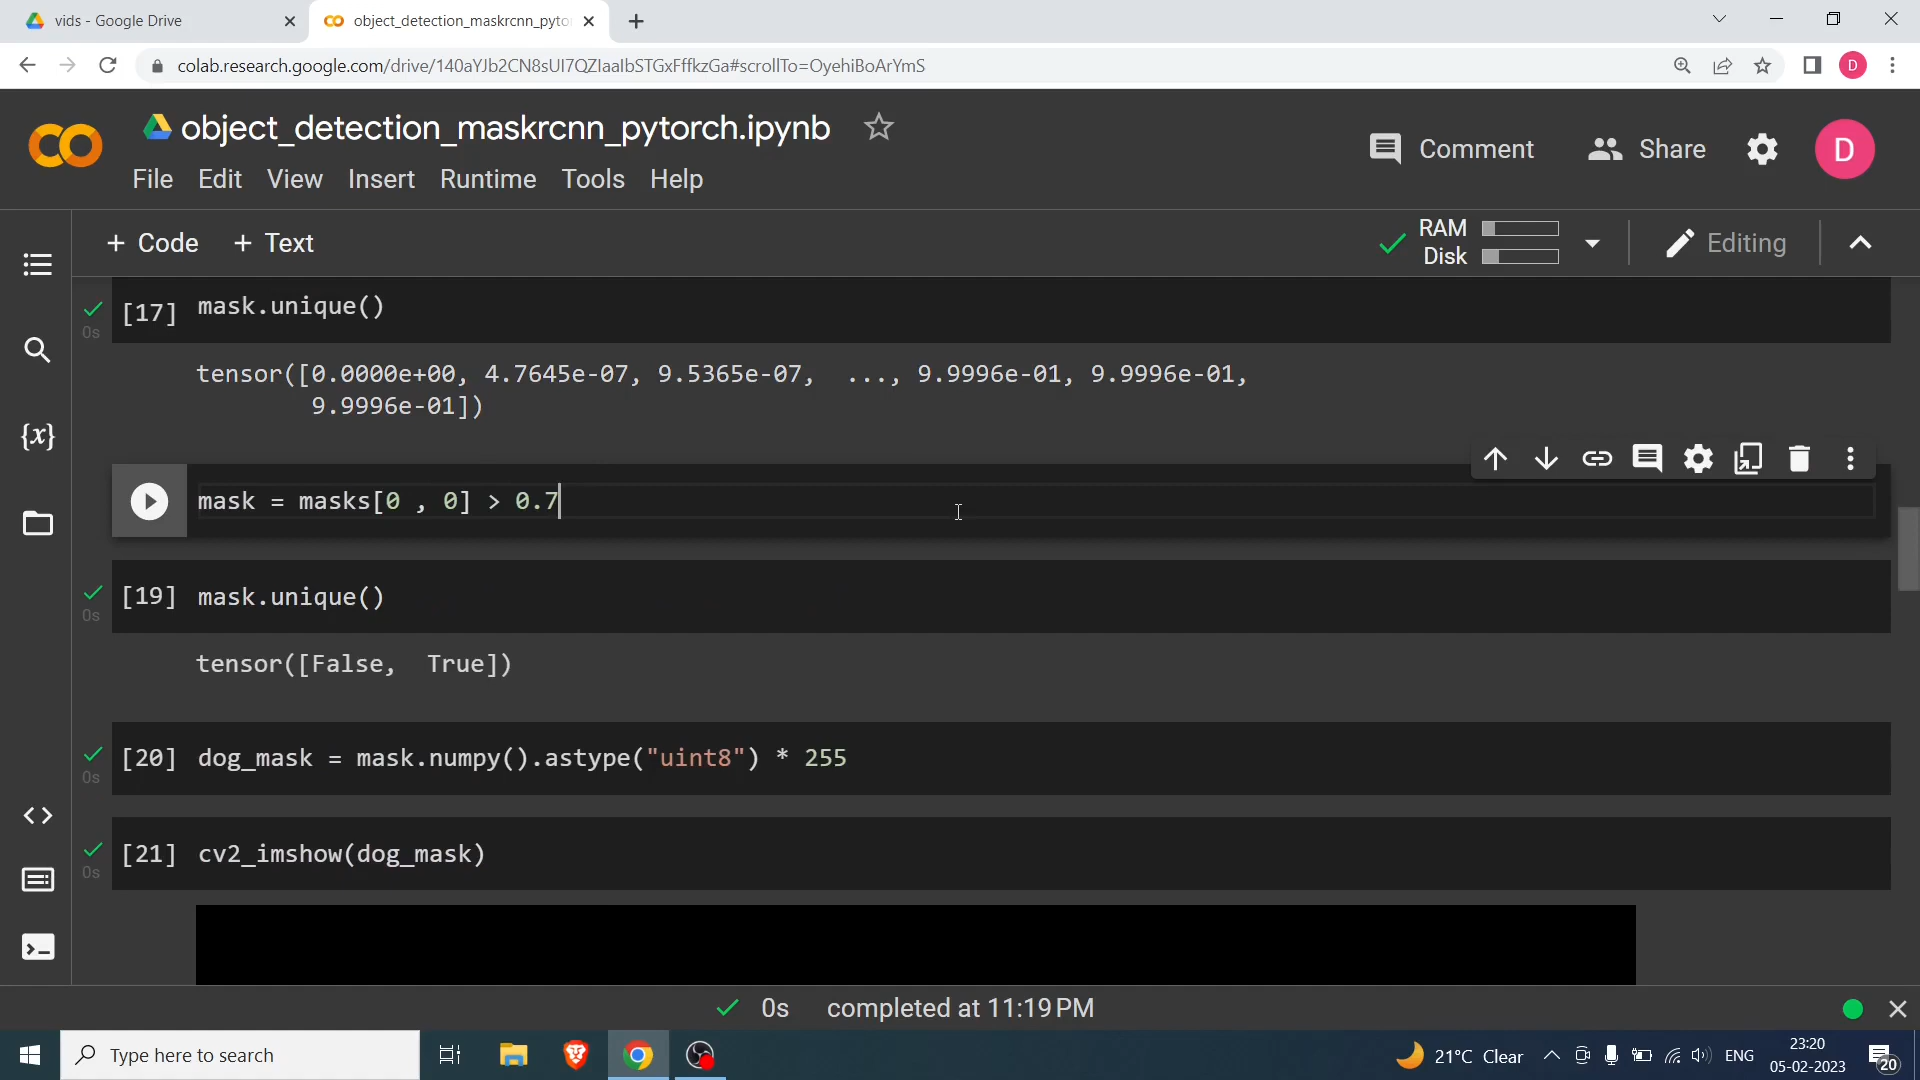 vids - Google Drive
object_detection_maskrcnn_pyto
colab.research.google.com/drive/140aYJb2CN8sUI7QZIaaIbSTGxFffkzGa#scrollTo=OyehiBoArYmS
D
object_detection_maskrcnn_pytorch.ipynb
Comment
Share
D
File Edit View Insert Runtime Tools Help
+ Code + Text
RAM
Disk
Editing
[17] mask.unique()
0s
tensor([0.0000e+00, 4.7645e-07, 9.5365e-07, ..., 9.9996e-01, 9.9996e-01,
9.9996e-01])
{x}
mask = masks[0 , 0] > 0.7
[19] mask.unique()
0s
tensor([False, True])
[20] dog_mask = mask.numpy().astype("uint8") * 255
0s
[21] cv2_imshow(dog_mask)
0s
0s completed at 11:19 PM
Type here to search
21°C Clear
ENG
23:20
05-02-2023
20